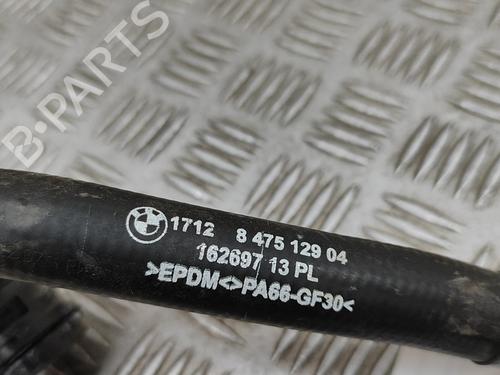 B-PARTS
1712 8 475 129 04
162697 13 PL
>EPDM<>PA66-GF30<